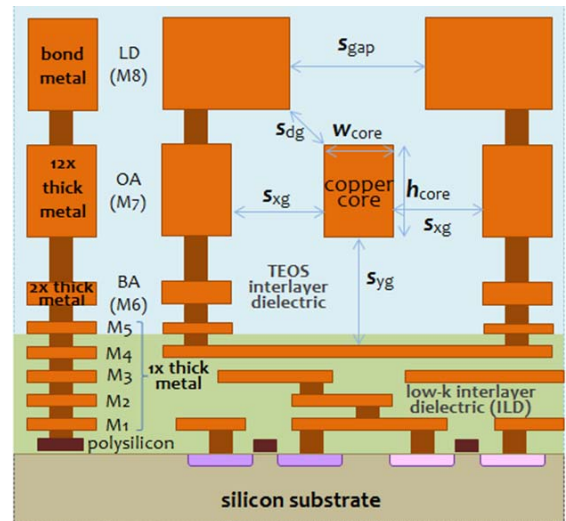 bond
metal
LD
(M8)
sgap
sdg
wcore
12x
thick
metal
OA
(M7)
sxg
copper
core
hcore
sxg
2x thick
metal
BA
(M6)
TEOS
interlayer
dielectric
syg
M5
M4
M3
M2
M1
1x thick
metal
low-k interlayer
dielectric (ILD)
polysilicon
silicon substrate